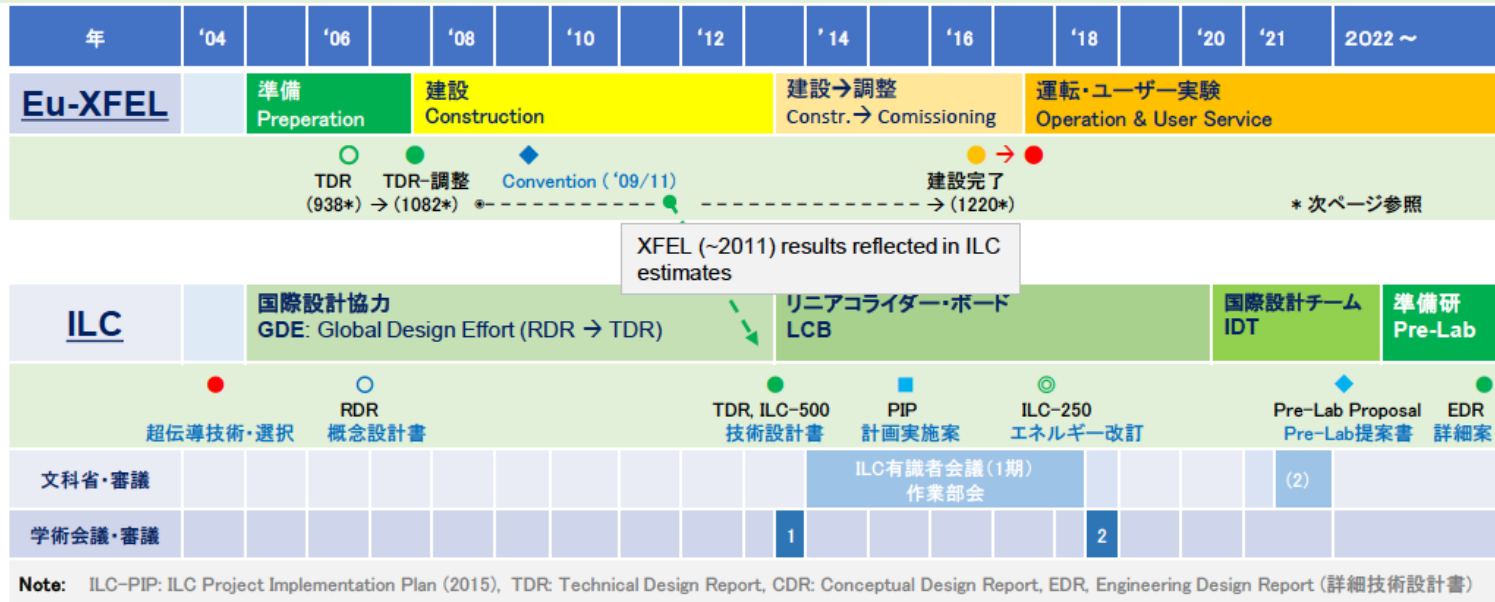 年 '04 '06 '08 '10 '12 '14 '16 '18 '20 '21 2022～
Eu-XFEL
準備
Preperation
建設
Construction
建設→調整
Constr.→ Comissioning
運転・ユーザー実験
Operation & User Service
TDR
(938*)
TDR-調整
→ (1082*)
Convention ('09/11)
建設完了
→ (1220*)
* 次ページ参照
XFEL (~2011) results reflected in ILC
estimates
ILC
国際設計協力
GDE: Global Design Effort (RDR → TDR)
リニアコライダー・ボード
LCB
国際設計チーム
IDT
準備研
Pre-Lab
超伝導技術・選択
RDR
概念設計書
TDR, ILC-500
技術設計書
PIP
計画実施案
ILC-250
エネルギー改訂
Pre-Lab Proposal
Pre-Lab提案書
EDR
詳細案
文科省・審議
ILC有識者会議(1期)
作業部会
(2)
学術会議・審議 1 2
Note: ILC-PIP: ILC Project Implementation Plan (2015), TDR: Technical Design Report, CDR: Conceptual Design Report, EDR, Engineering Design Report (詳細技術設計書)